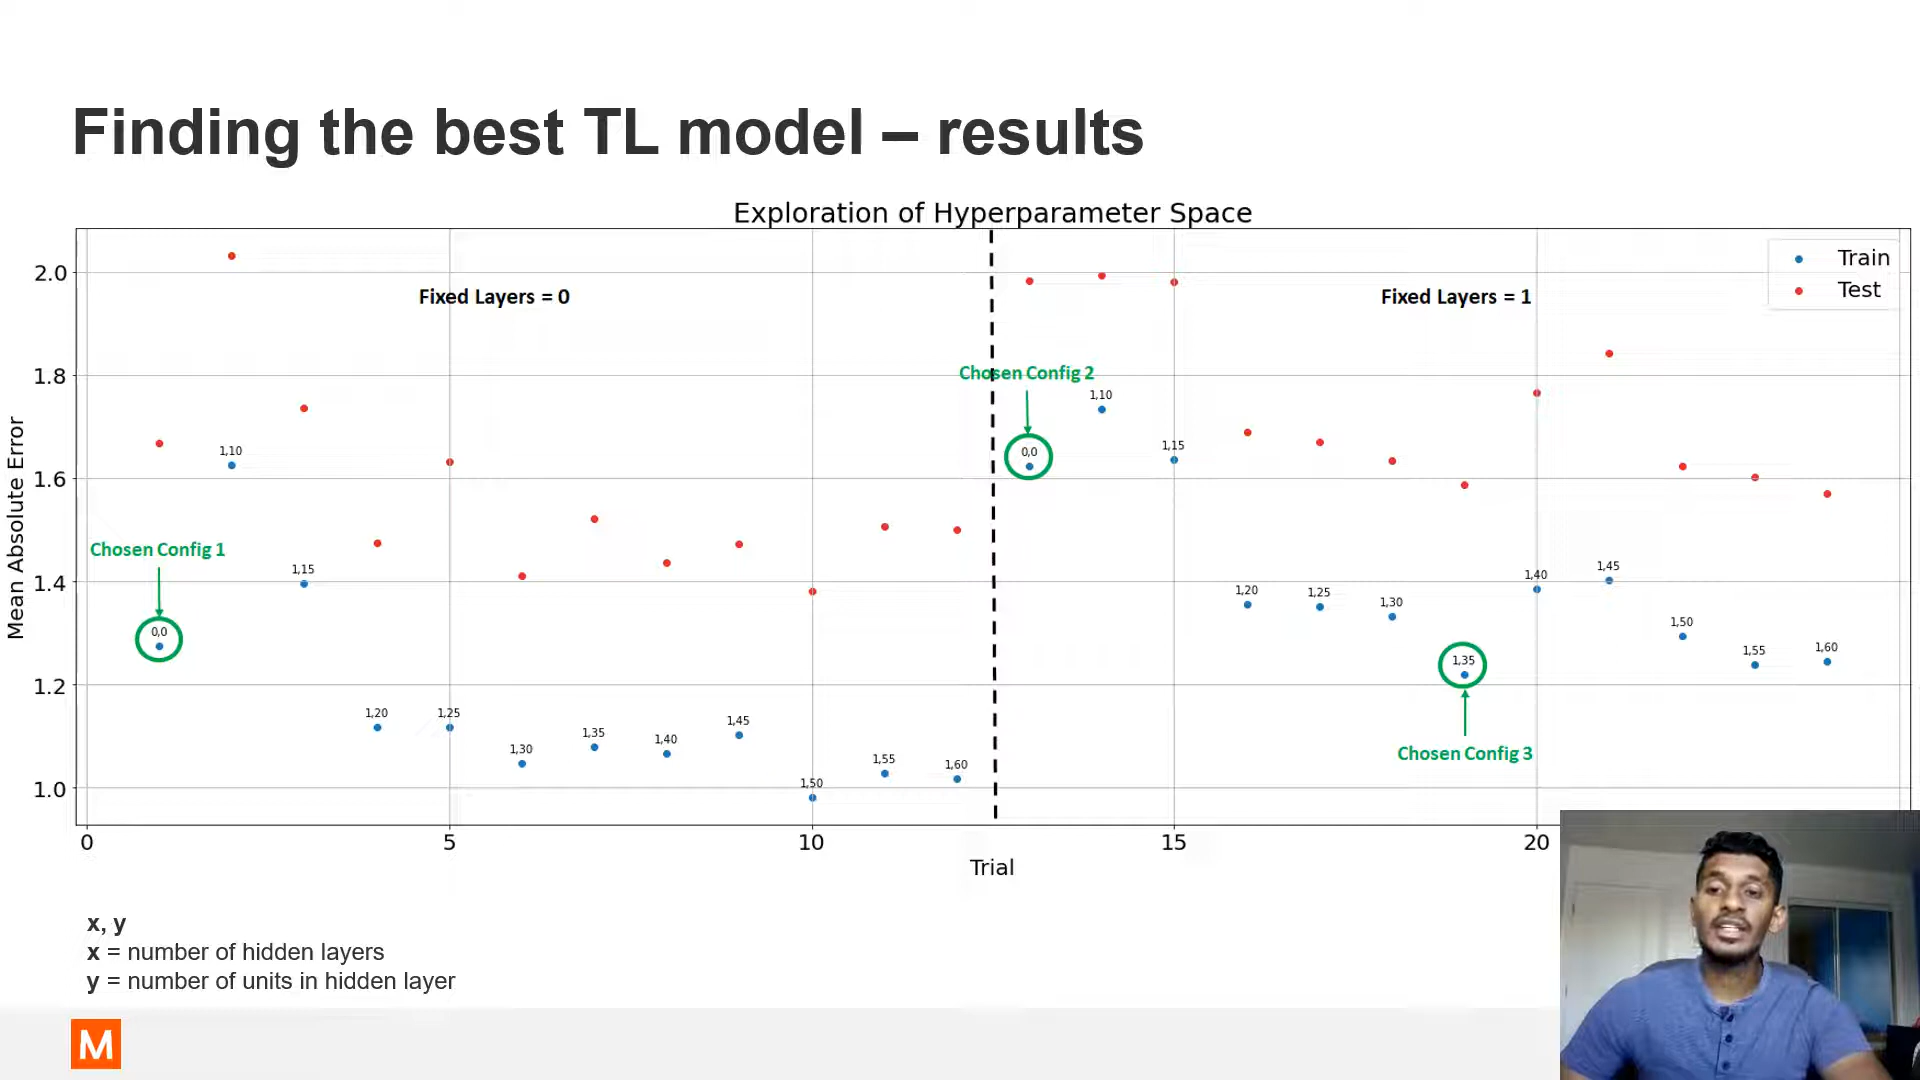 Finding the best TL model – results
Exploration of Hyperparameter Space
Train
Test
Fixed Layers = 0
Fixed Layers = 1
Chosen Config 1
Chosen Config 2
Chosen Config 3
Mean Absolute Error
2.0
1.8
1.6
1.4
1.2
1.0
0,0
1,10
1,15
1,20
1,25
1,30
1,35
1,40
1,45
1,50
1,55
1,60
0,0
1,10
1,15
1,20
1,25
1,30
1,35
1,40
1,45
1,50
1,55
1,60
0 5 10 15 20
Trial
x, y
x = number of hidden layers
y = number of units in hidden layer
M